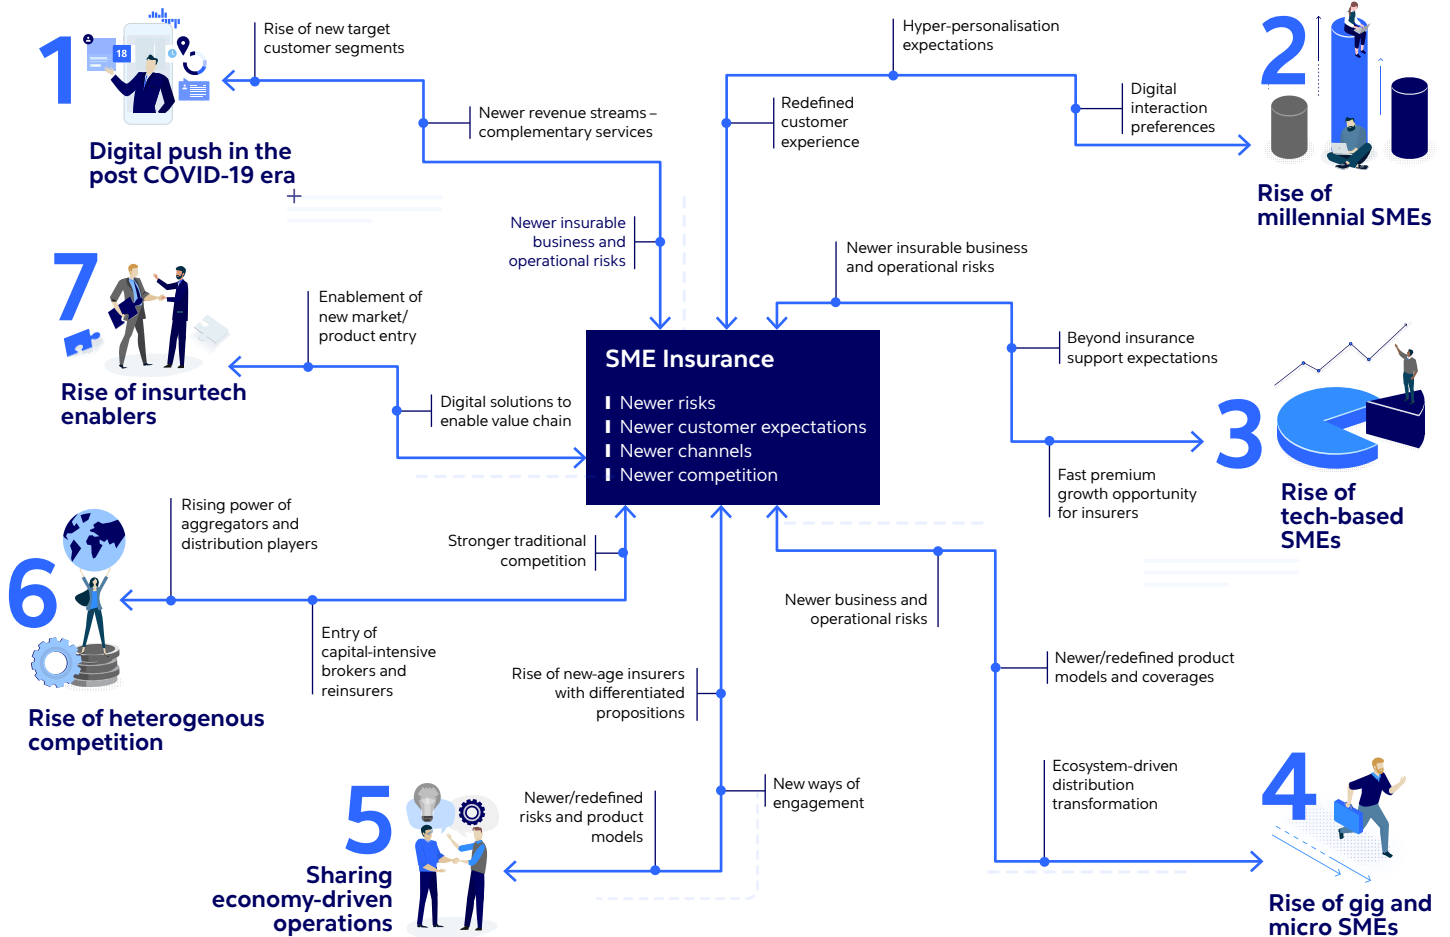 1
18
Digital push in the
post COVID-19 era
Rise of new target
customer segments
Newer revenue streams –
complementary services
Newer insurable
business and
operational risks
2
Rise of
millennial SMEs
Hyper-personalisation
expectations
Redefined
customer
experience
Digital
interaction
preferences
3
Rise of
tech-based
SMEs
Newer insurable business
and operational risks
Beyond insurance
support expectations
Fast premium
growth opportunity
for insurers
SME Insurance
Newer risks
Newer customer expectations
Newer channels
Newer competition
7
Rise of insurtech
enablers
Enablement of
new market/
product entry
Digital solutions to
enable value chain
6
Rise of heterogenous
competition
Rising power of
aggregators and
distribution players
Entry of
capital-intensive
brokers and
reinsurers
Stronger traditional
competition
5
Sharing
economy-driven
operations
Rise of new-age insurers
with differentiated
propositions
Newer/redefined
risks and product
models
New ways of
engagement
4
Rise of gig and
micro SMEs
Newer business and
operational risks
Newer/redefined product
models and coverages
Ecosystem-driven
distribution
transformation